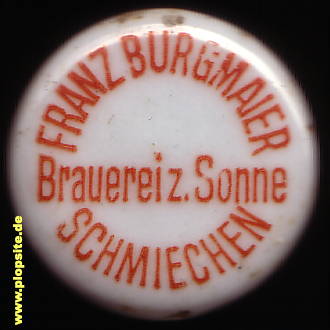 FRANZ BURGMAIER
Brauerei z. Sonne
SCHMIECHEN
www.plopsite.de